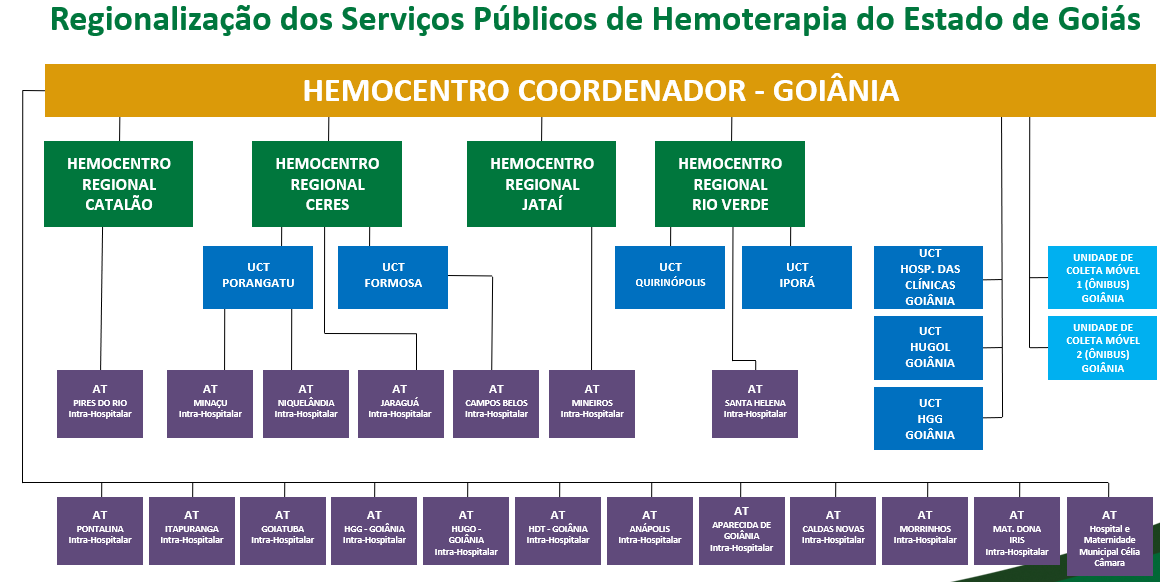 Regionalização dos Serviços Públicos de Hemoterapia do Estado de Goiás
HEMOCENTRO COORDENADOR - GOIÂNIA
HEMOCENTRO
REGIONAL
CATALÃO
HEMOCENTRO
REGIONAL
CERES
HEMOCENTRO
REGIONAL
JATAÍ
HEMOCENTRO
REGIONAL
RIO VERDE
UCT
PORANGATU
UCT
FORMOSA
UCT
QUIRINÓPOLIS
UCT
IPORÁ
UCT
HOSP. DAS
CLÍNICAS
GOIÂNIA
UNIDADE DE
COLETA MÓVEL
1 (ÔNIBUS)
GOIÂNIA
UCT
HUGOL
GOIÂNIA
UNIDADE DE
COLETA MÓVEL
2 (ÔNIBUS)
GOIÂNIA
UCT
HGG
GOIÂNIA
AT
PIRES DO RIO
Intra-Hospitalar
AT
MINAÇU
Intra-Hospitalar
AT
NIQUELÂNDIA
Intra-Hospitalar
AT
JARAGUÁ
Intra-Hospitalar
AT
CAMPOS BELOS
Intra-Hospitalar
AT
MINEIROS
Intra-Hospitalar
AT
SANTA HELENA
Intra-Hospitalar
AT
PONTALINA
Intra-Hospitalar
AT
ITAPURANGA
Intra-Hospitalar
AT
GOIATUBA
Intra-Hospitalar
AT
HGG - GOIÂNIA
Intra-Hospitalar
AT
HUGO -
GOIÂNIA
Intra-Hospitalar
AT
HDT - GOIÂNIA
Intra-Hospitalar
AT
ANÁPOLIS
Intra-Hospitalar
AT
APARECIDA DE
GOIÂNIA
Intra-Hospitalar
AT
CALDAS NOVAS
Intra-Hospitalar
AT
MORRINHOS
Intra-Hospitalar
AT
MAT. DONA
IRIS
Intra-Hospitalar
AT
Hospital e
Maternidade
Municipal Célia
Câmara